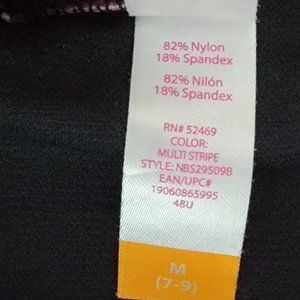 82% Nylon
18% Spandex
82% Nilón
18% Spandex
RN# 52469
COLOR:
MULTI STRIPE
STYLE: NBS29509B
EAN/UPC#
19060865995
48U
M
(7-9)